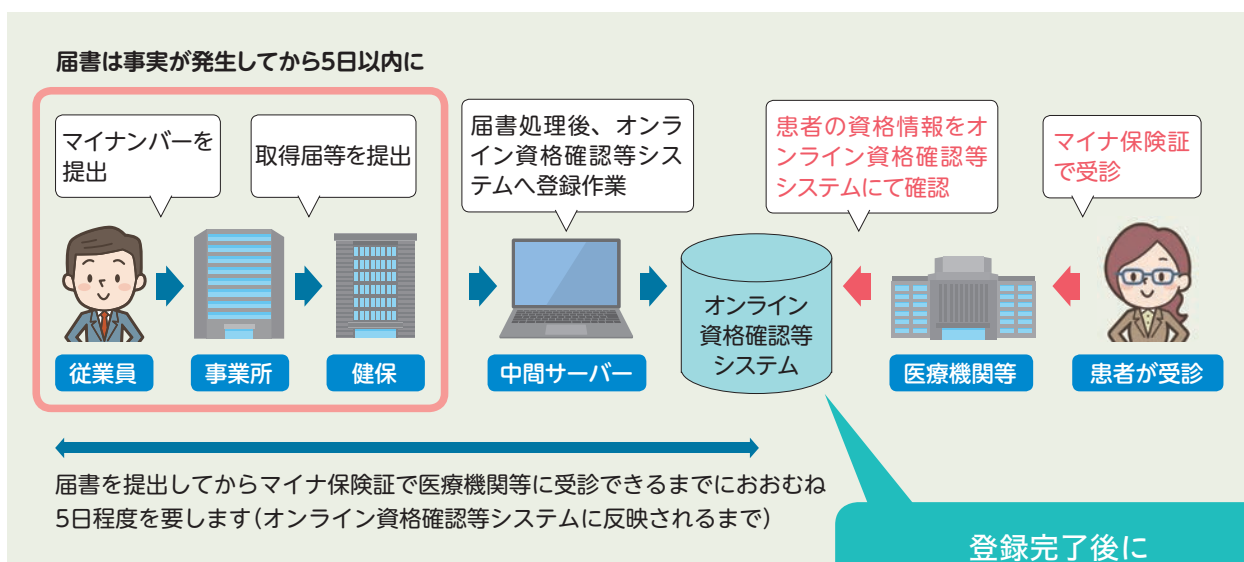 届書は事実が発生してから5日以内に
マイナンバーを
提出
取得届等を提出
届書処理後、オンラ
イン資格確認等シス
テムへ登録作業
患者の資格情報をオ
ンライン資格確認等
システムにて確認
マイナ保険証
で受診
オンライン
資格確認等
システム
従業員
事業所
健保
中間サーバー
医療機関等
患者が受診
届書を提出してからマイナ保険証で医療機関等に受診できるまでにおおむね
5日程度を要します(オンライン資格確認等システムに反映されるまで)
登録完了後に